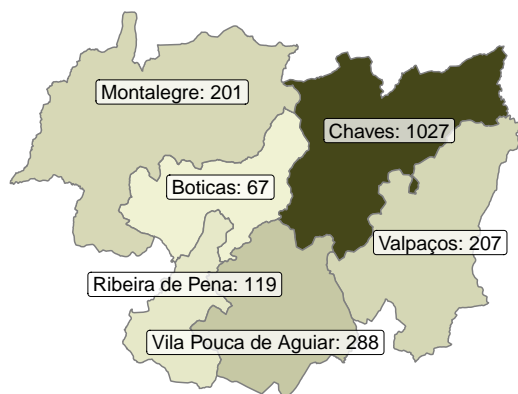 Montalegre: 201
Chaves: 1027
Boticas: 67
Valpaços: 207
Ribeira de Pena: 119
Vila Pouca de Aguiar: 288